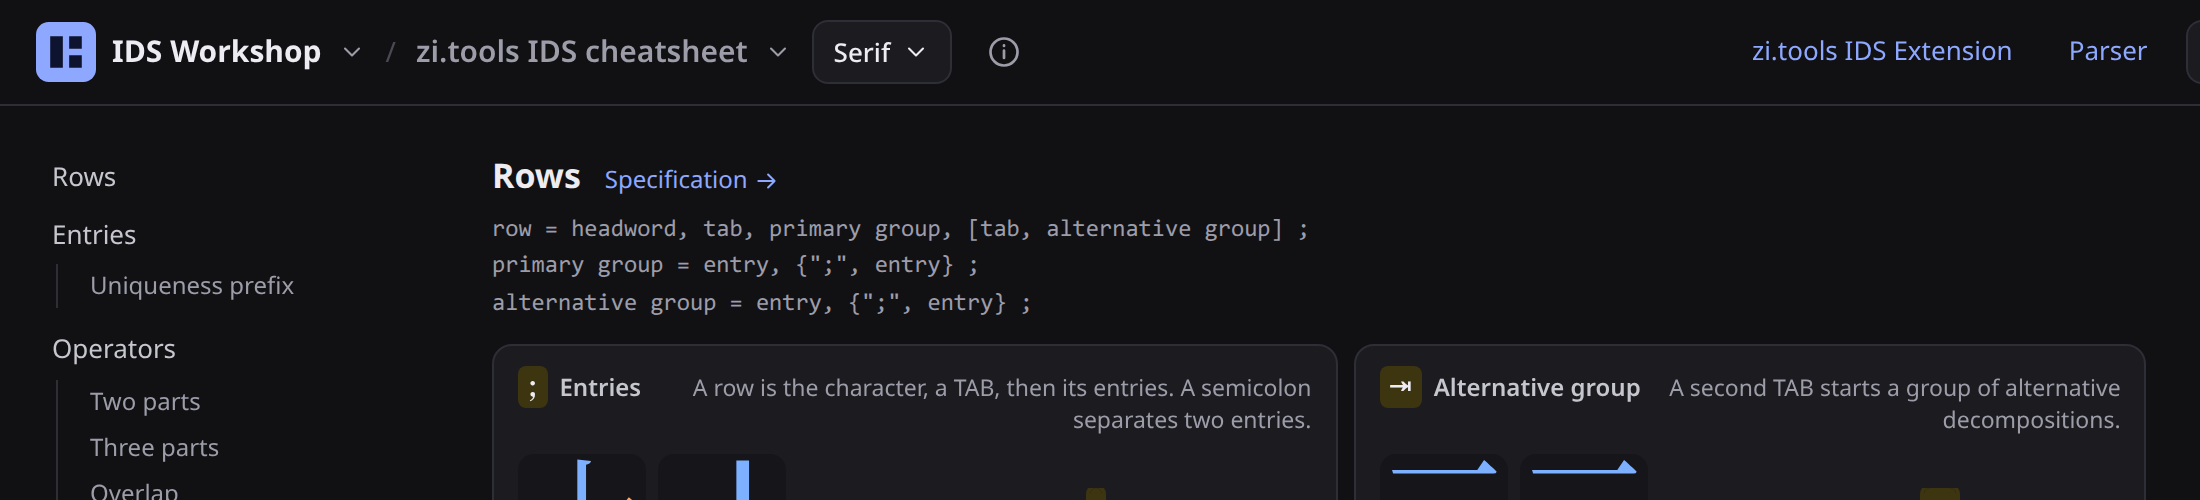 IDS Workshop / zi.tools IDS cheatsheet Serif zi.tools IDS Extension Parser
Rows
Entries
Uniqueness prefix
Operators
Two parts
Three parts
Overlap
Rows Specification →
row = headword, tab, primary group, [tab, alternative group] ;
primary group = entry, {";", entry} ;
alternative group = entry, {";", entry} ;
; Entries A row is the character, a TAB, then its entries. A semicolon
separates two entries.
⇥ Alternative group A second TAB starts a group of alternative
decompositions.